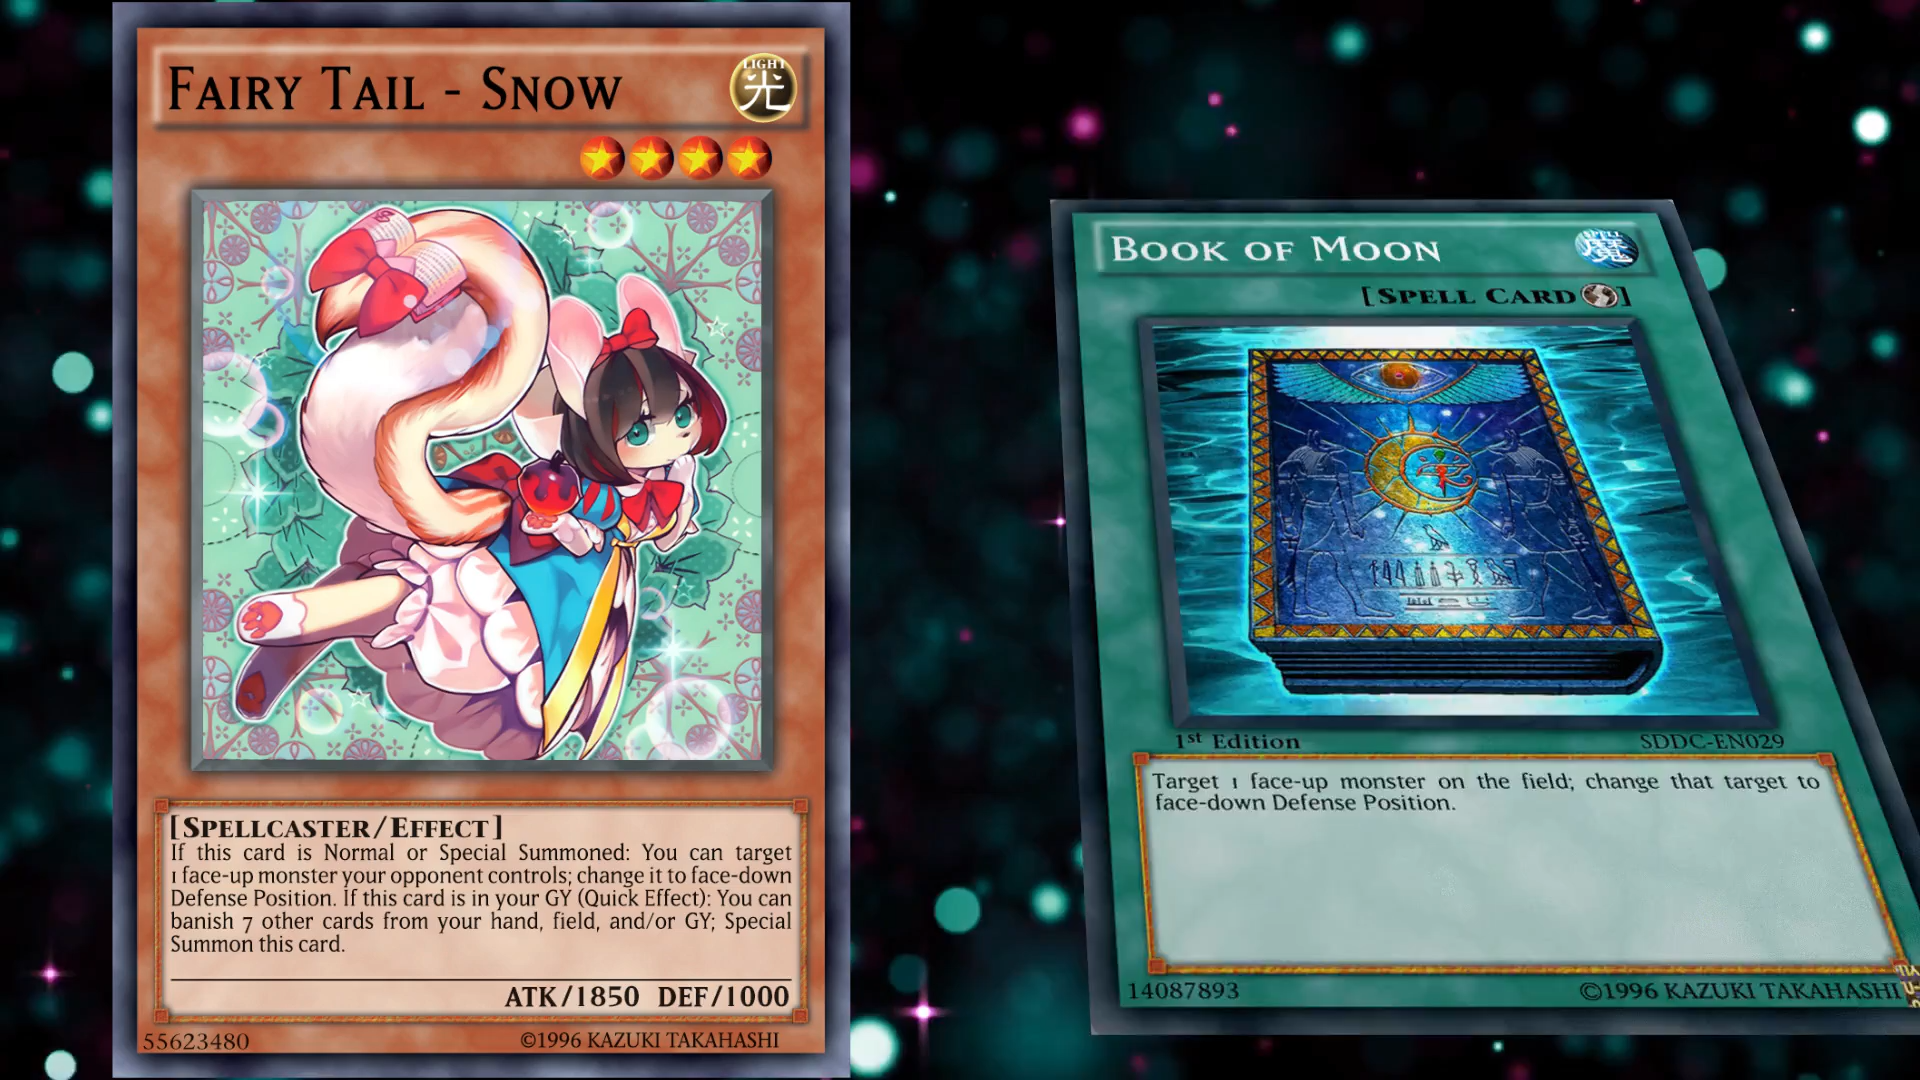 FAIRY TAIL - SNOW
LIGHT
光
[SPELLCASTER/EFFECT]
If this card is Normal or Special Summoned: You can target
1 face-up monster your opponent controls; change it to face-down
Defense Position. If this card is in your GY (Quick Effect): You can
banish 7 other cards from your hand, field, and/or GY; Special
Summon this card.
ATK/1850 DEF/1000
55623480
©1996 KAZUKI TAKAHASHI
BOOK OF MOON
SPELL
魔
[SPELL CARD]
1st Edition
SDDC-EN029
Target 1 face-up monster on the field; change that target to
face-down Defense Position.
14087893
©1996 KAZUKI TAKAHASHI